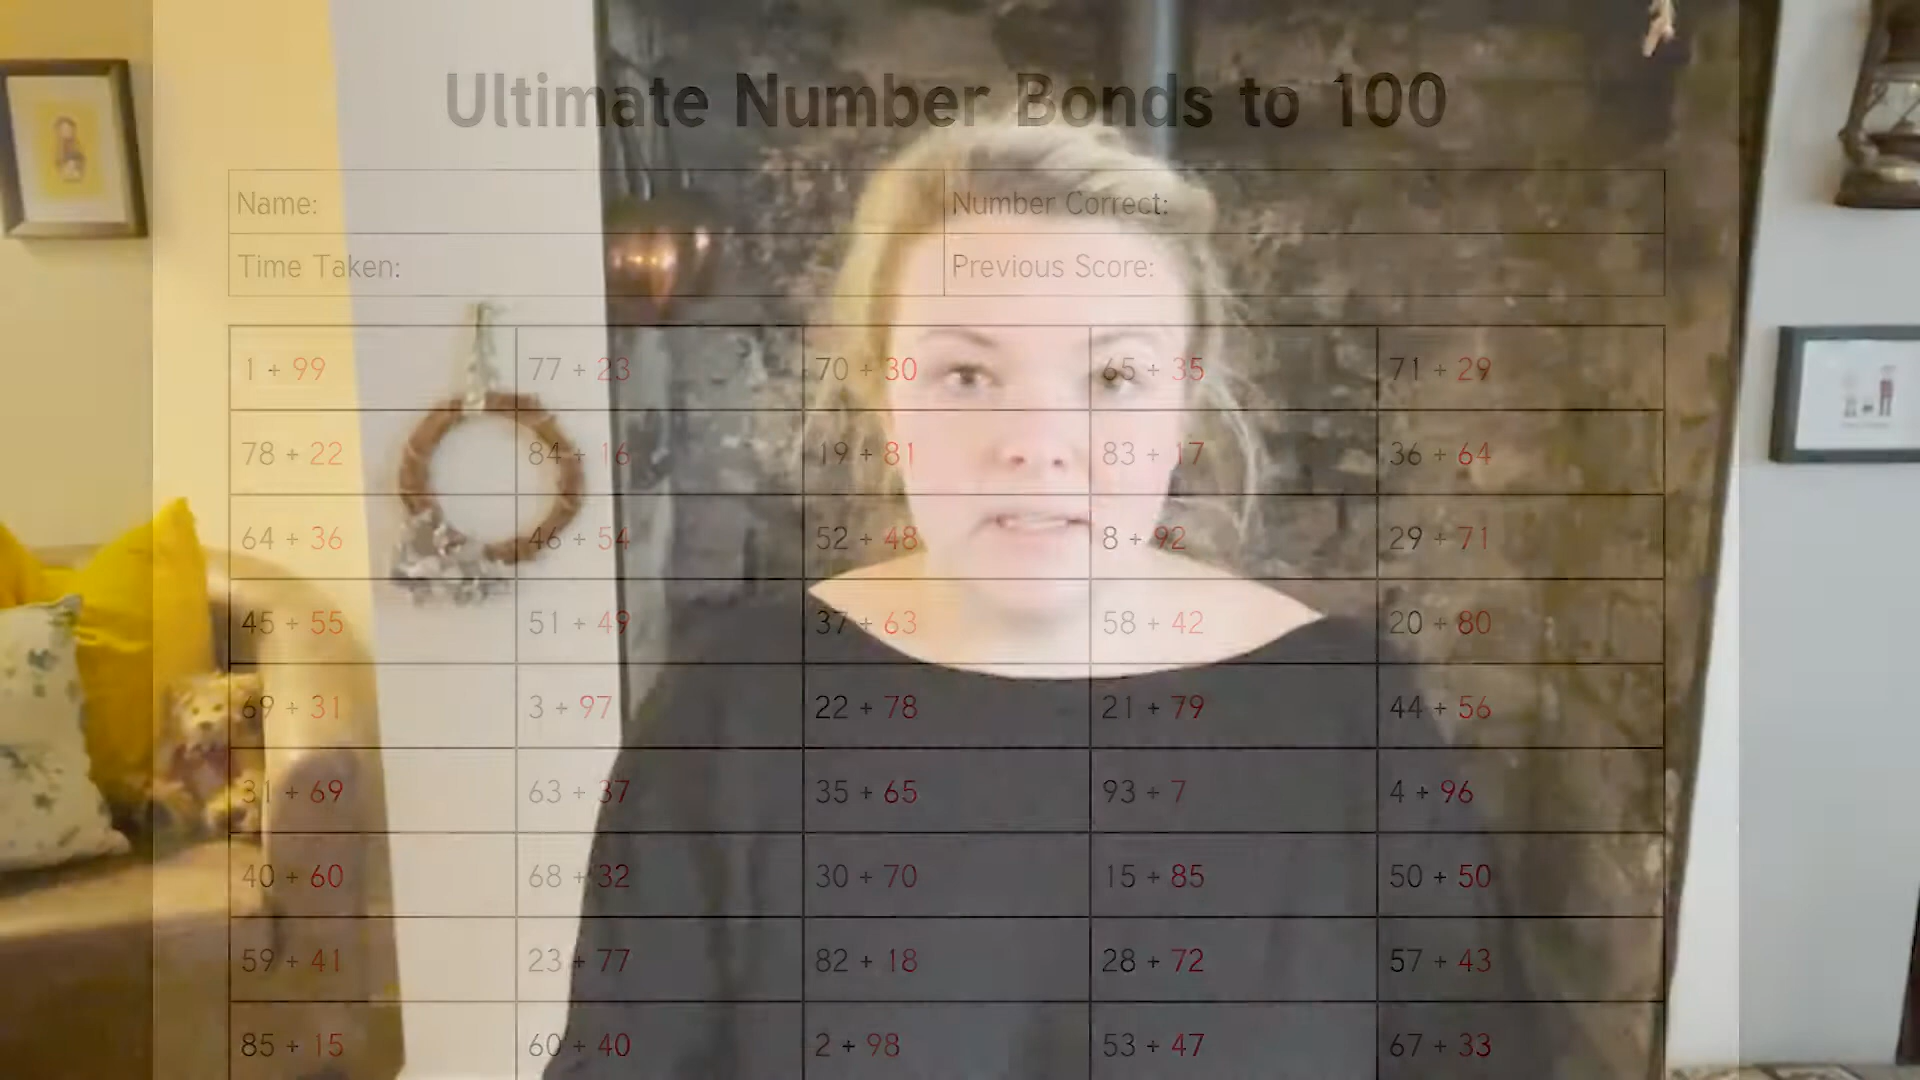 Ultimate Number Bonds to 100
Name: Number Correct:
Time Taken: Previous Score:
1 + 99 77 + 23 70 + 30 65 + 35 71 + 29
78 + 22 84 + 16 19 + 81 83 + 17 36 + 64
64 + 36 46 + 54 52 + 48 8 + 92 29 + 71
45 + 55 51 + 49 37 + 63 58 + 42 20 + 80
69 + 31 3 + 97 22 + 78 21 + 79 44 + 56
31 + 69 63 + 37 35 + 65 93 + 7 4 + 96
40 + 60 68 + 32 30 + 70 15 + 85 50 + 50
59 + 41 23 + 77 82 + 18 28 + 72 57 + 43
85 + 15 60 + 40 2 + 98 53 + 47 67 + 33